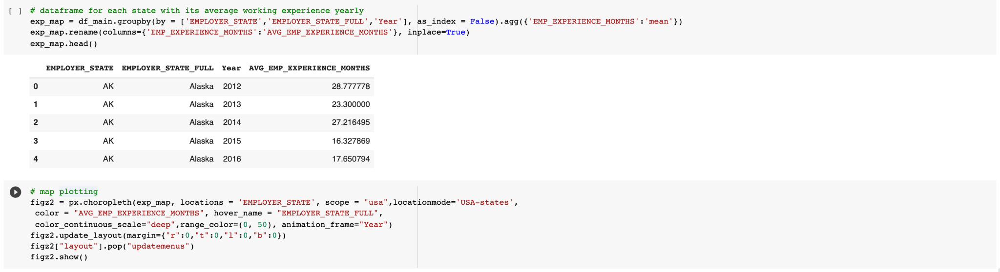 [ ] # dataframe for each state with its average working experience yearly
exp_map = df_main.groupby(by = ['EMPLOYER_STATE','EMPLOYER_STATE_FULL','Year'], as_index = False).agg({'EMP_EXPERIENCE_MONTHS':'mean'})
exp_map.rename(columns={'EMP_EXPERIENCE_MONTHS':'AVG_EMP_EXPERIENCE_MONTHS'}, inplace=True)
exp_map.head()
EMPLOYER_STATE EMPLOYER_STATE_FULL Year AVG_EMP_EXPERIENCE_MONTHS
0 AK Alaska 2012 28.777778
1 AK Alaska 2013 23.300000
2 AK Alaska 2014 27.216495
3 AK Alaska 2015 16.327869
4 AK Alaska 2016 17.650794
# map plotting
figz2 = px.choropleth(exp_map, locations = 'EMPLOYER_STATE', scope = "usa",locationmode='USA-states',
color = "AVG_EMP_EXPERIENCE_MONTHS", hover_name = "EMPLOYER_STATE_FULL",
color_continuous_scale="deep",range_color=(0, 50), animation_frame="Year")
figz2.update_layout(margin={"r":0,"t":0,"l":0,"b":0})
figz2["layout"].pop("updatemenus")
figz2.show()